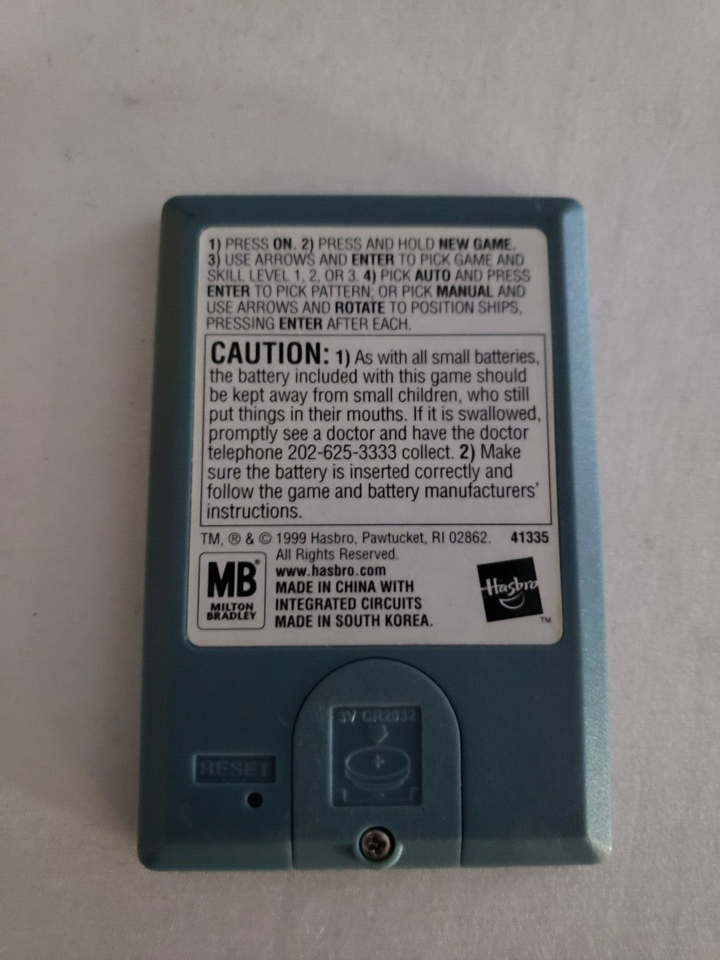 1) PRESS ON. 2) PRESS AND HOLD NEW GAME.
3) USE ARROWS AND ENTER TO PICK GAME AND
SKILL LEVEL 1, 2, OR 3. 4) PICK AUTO AND PRESS
ENTER TO PICK PATTERN; OR PICK MANUAL AND
USE ARROWS AND ROTATE TO POSITION SHIPS,
PRESSING ENTER AFTER EACH.
CAUTION: 1) As with all small batteries,
the battery included with this game should
be kept away from small children, who still
put things in their mouths. If it is swallowed,
promptly see a doctor and have the doctor
telephone 202-625-3333 collect. 2) Make
sure the battery is inserted correctly and
follow the game and battery manufacturers'
instructions.
TM, ® & © 1999 Hasbro, Pawtucket, RI 02862. 41335
All Rights Reserved.
www.hasbro.com
MADE IN CHINA WITH
INTEGRATED CIRCUITS
MADE IN SOUTH KOREA.
MB®
MILTON
BRADLEY
Hasbro
TM
3V CR2032
+
RESET